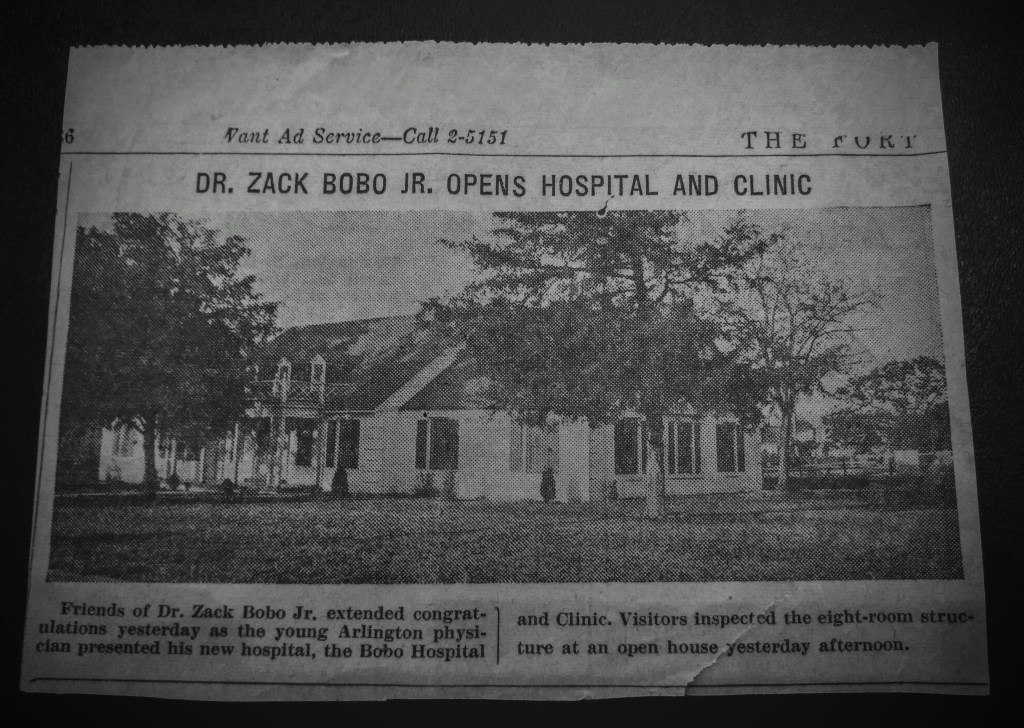 6
Want Ad Service—Call 2-5151
THE FORT
DR. ZACK BOBO JR. OPENS HOSPITAL AND CLINIC
Friends of Dr. Zack Bobo Jr. extended congrat-
ulations yesterday as the young Arlington physi-
cian presented his new hospital, the Bobo Hospital
and Clinic. Visitors inspected the eight-room struc-
ture at an open house yesterday afternoon.